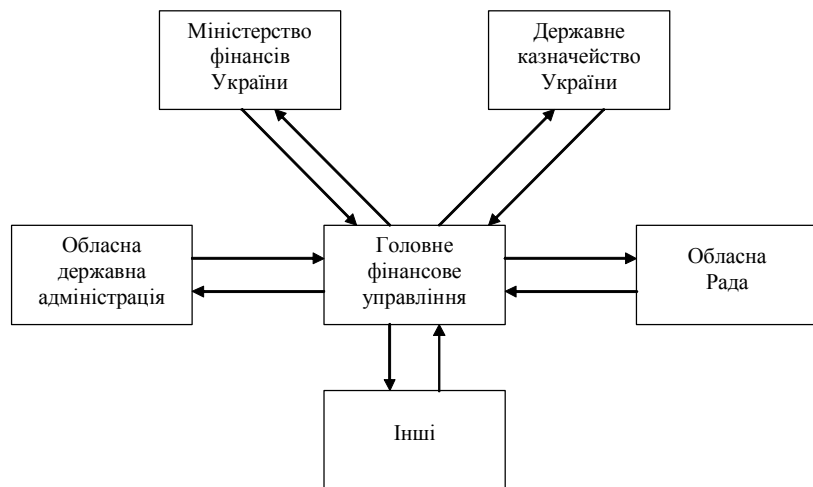 Міністерство
фінансів
України
Державне
казначейство
України
Обласна
державна
адміністрація
Головне
фінансове
управління
Обласна
Рада
Інші